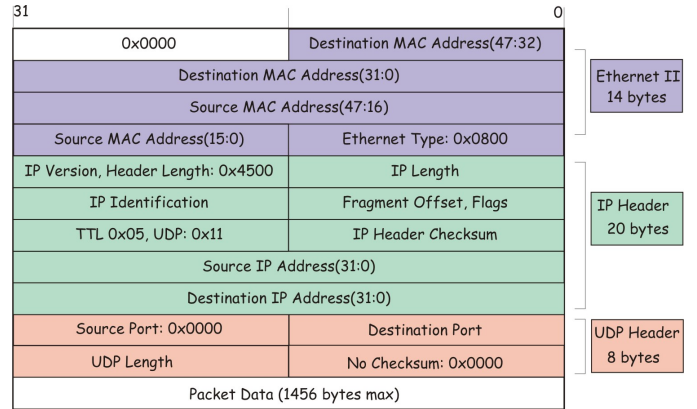 31 0
0x0000 Destination MAC Address(47:32)
Destination MAC Address(31:0)
Source MAC Address(47:16)
Source MAC Address(15:0) Ethernet Type: 0x0800
Ethernet II
14 bytes
IP Version, Header Length: 0x4500 IP Length
IP Identification Fragment Offset, Flags
TTL 0x05, UDP: 0x11 IP Header Checksum
Source IP Address(31:0)
Destination IP Address(31:0)
IP Header
20 bytes
Source Port: 0x0000 Destination Port
UDP Length No Checksum: 0x0000
UDP Header
8 bytes
Packet Data (1456 bytes max)